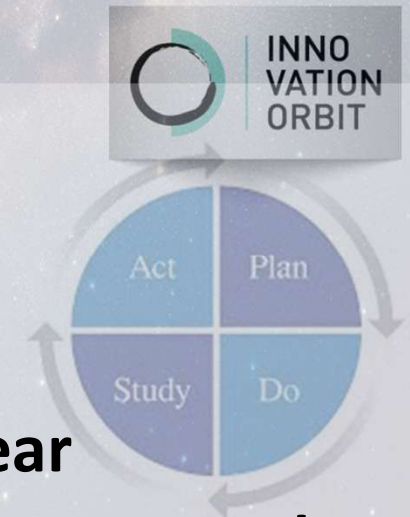 INNO
VATION
ORBIT
Act Plan
Study Do
ear